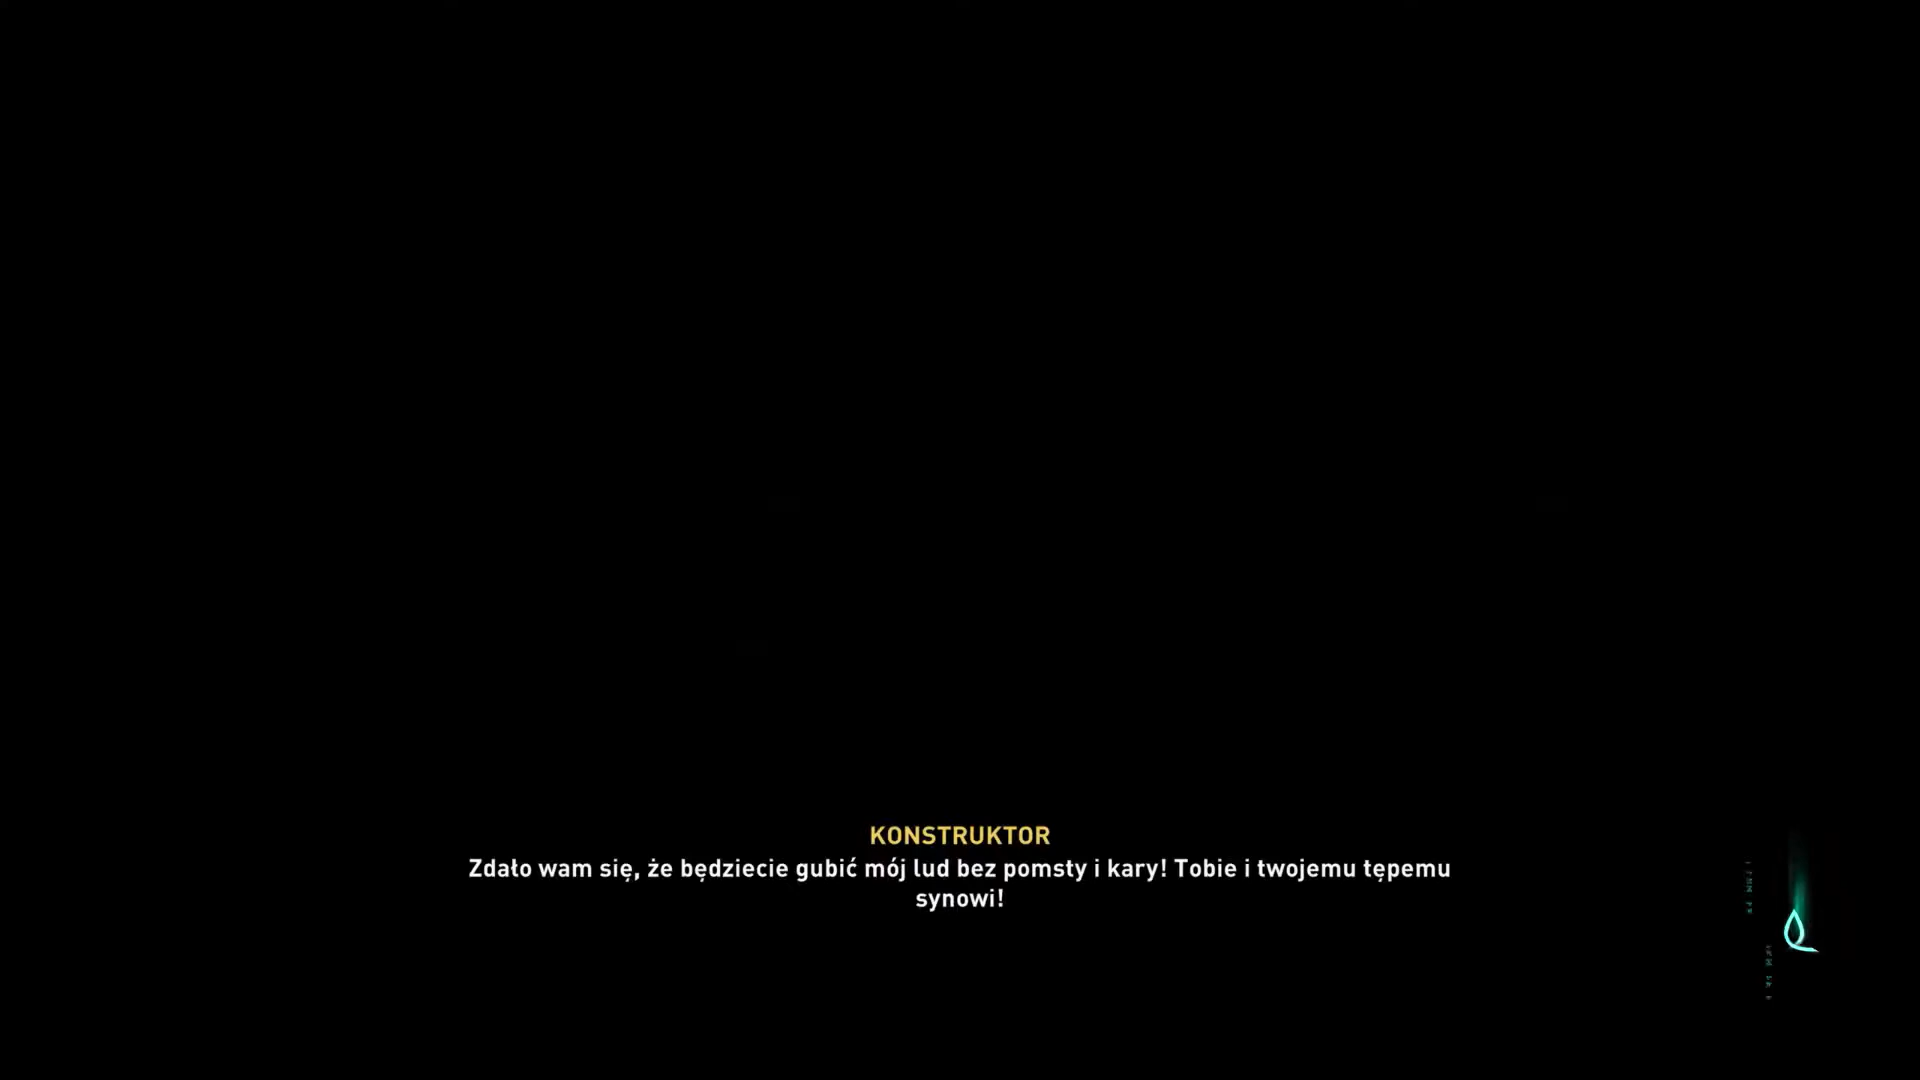 KONSTRUKTOR
Zdało wam się, że będziecie gubić mój lud bez pomsty i kary! Tobie i twojemu tępemu
synowi!